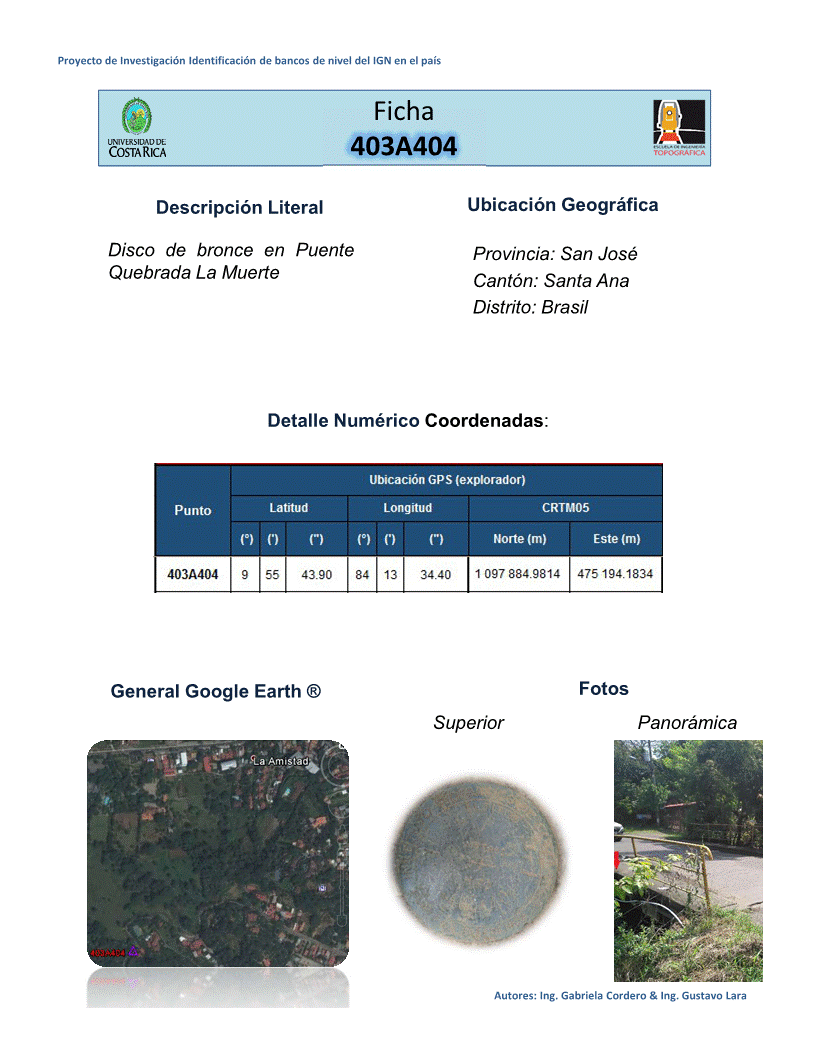 Proyecto de Investigación Identificación de bancos de nivel del IGN en el país
UNIVERSIDAD DE
COSTA RICA
Ficha
403A404
ESCUELA DE INGENIERÍA
TOPOGRÁFICA
Descripción Literal
Disco de bronce en Puente
Quebrada La Muerte
Ubicación Geográfica
Provincia: San José
Cantón: Santa Ana
Distrito: Brasil
Detalle Numérico Coordenadas:
Punto
Ubicación GPS (explorador)
Latitud Longitud CRTM05
(°) (') (") (°) (') (") Norte (m) Este (m)
403A404 9 55 43.90 84 13 34.40 1 097 884.9814 475 194.1834
General Google Earth ®
Fotos
Superior Panorámica
La Amistad
403A404
Autores: Ing. Gabriela Cordero & Ing. Gustavo Lara